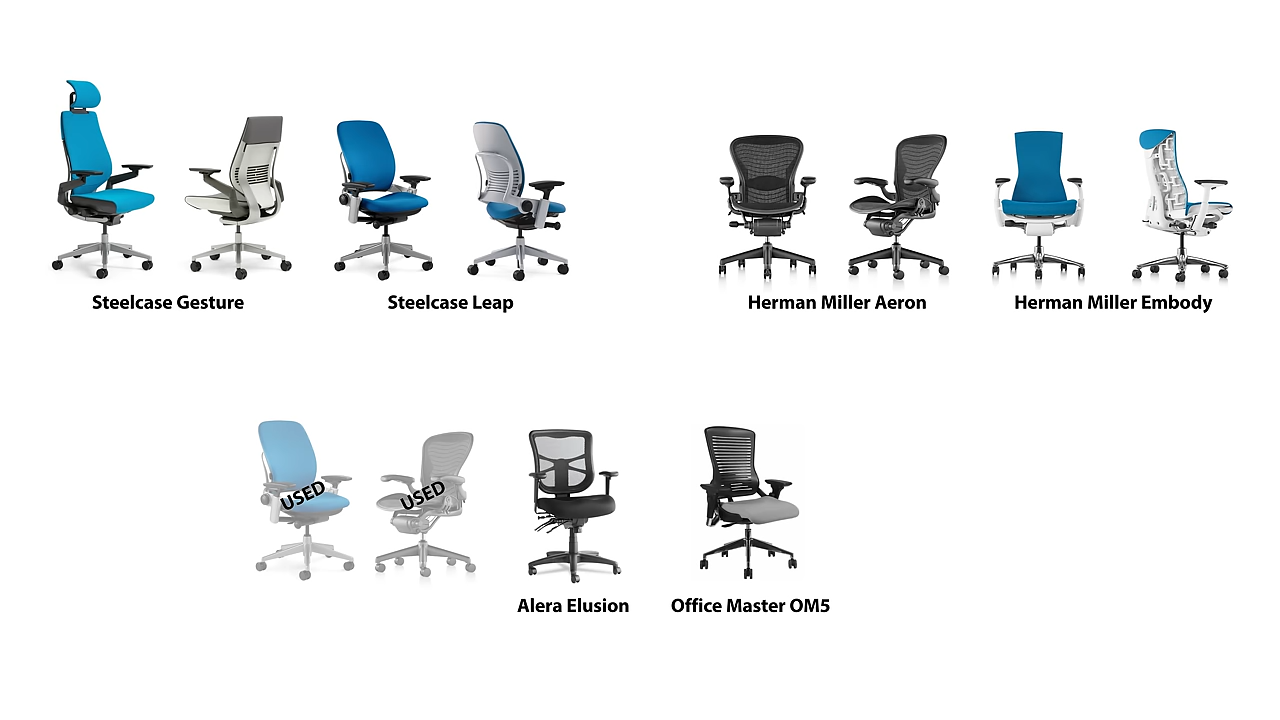 Steelcase Gesture
Steelcase Leap
Herman Miller Aeron
Herman Miller Embody
USED
USED
Alera Elusion
Office Master OM5